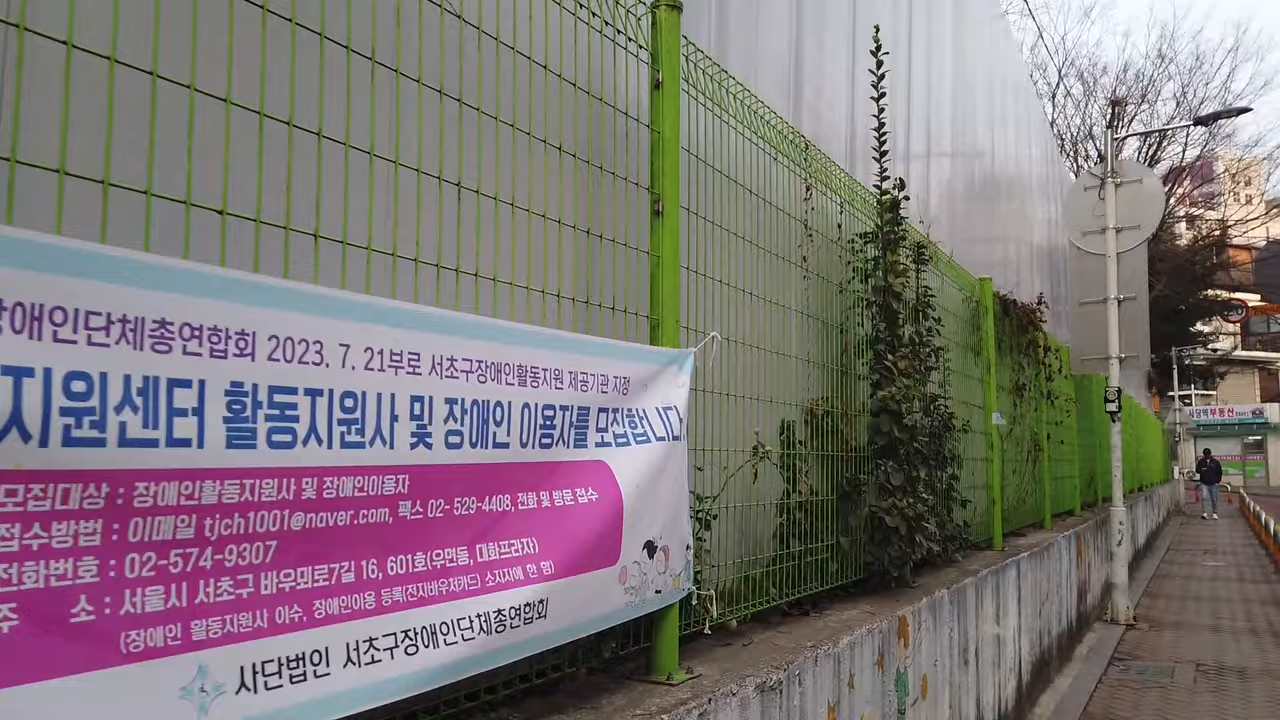 장애인단체총연합회 2023. 7. 21부로 서초구장애인활동지원 제공기관 지정
지원센터 활동지원사 및 장애인 이용자를 모집합니다
모집대상 : 장애인활동지원사 및 장애인이용자
접수방법 : 이메일 tjch1001@naver.com, 팩스 02- 529-4408, 전화 및 방문 접수
전화번호 : 02-574-9307
주 소 : 서울시 서초구 바우뫼로7길 16, 601호(우면동, 대화프라자)
(장애인 활동지원사 이수, 장애인이용 등록(전자바우처카드) 소지자에 한 함)
사단법인 서초구장애인단체총연합회
사당역부동산